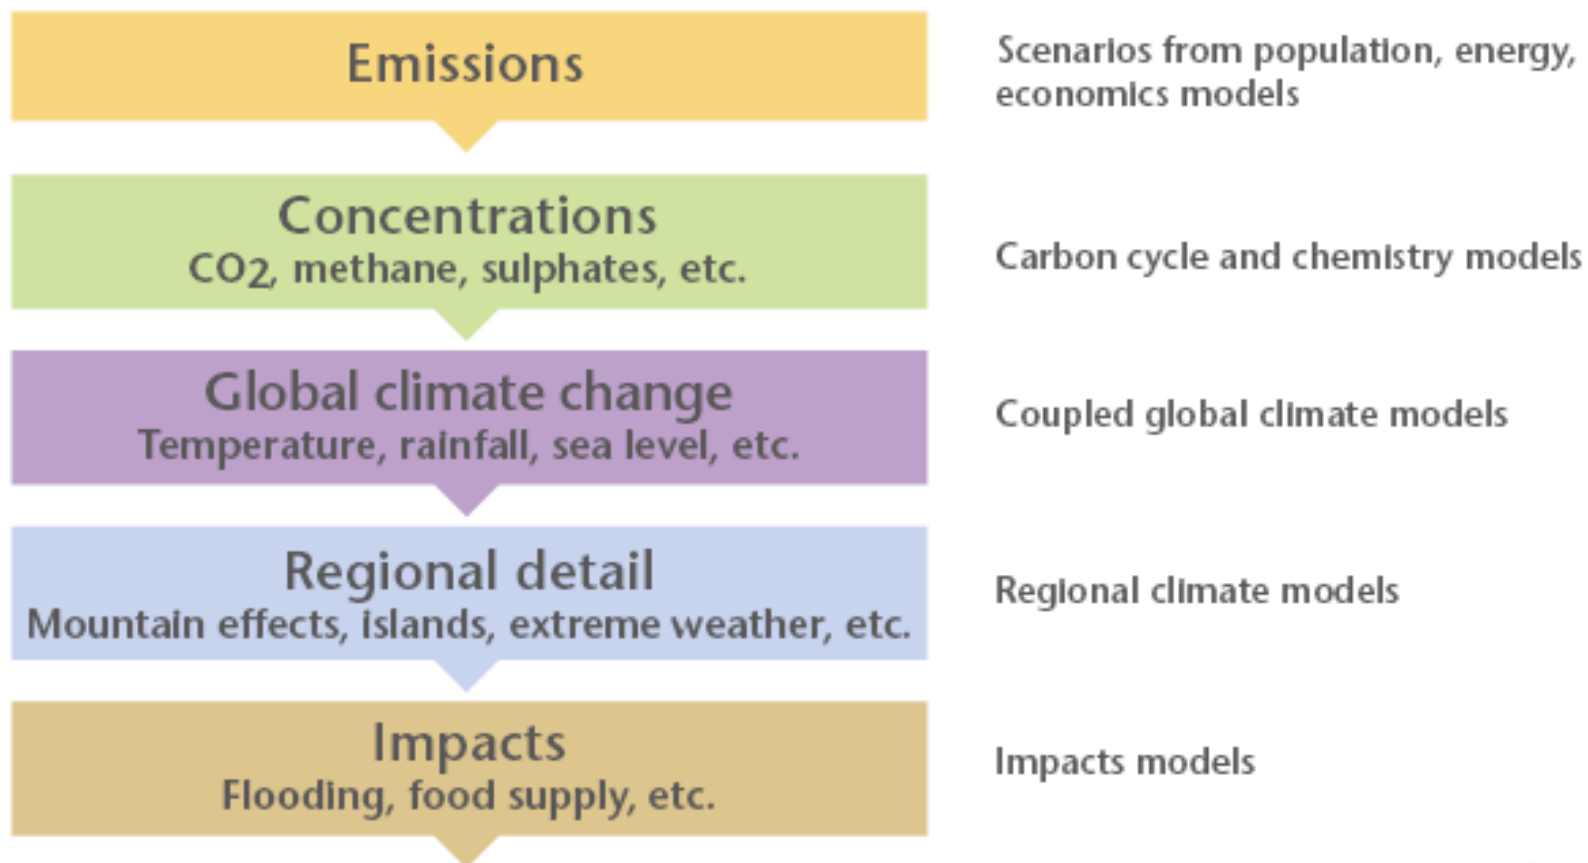 Emissions
Scenarios from population, energy,
economics models
Concentrations
CO2, methane, sulphates, etc.
Carbon cycle and chemistry models
Global climate change
Temperature, rainfall, sea level, etc.
Coupled global climate models
Regional detail
Mountain effects, islands, extreme weather, etc.
Regional climate models
Impacts
Flooding, food supply, etc.
Impacts models